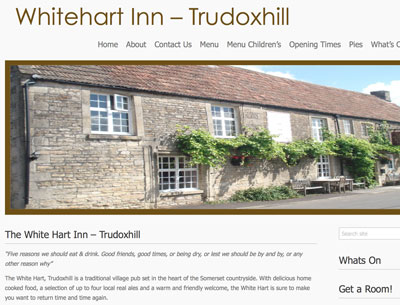 Whitehart Inn – Trudoxhill
Home About Contact Us Menu Menu Children's Opening Times Pies What's
The White Hart Inn – Trudoxhill
"Five reasons we should eat & drink. Good friends, good times, or being dry, or lest we should be by and by, or any
other reason why"
The White Hart, Trudoxhill is a traditional village pub set in the heart of the Somerset countryside. With delicious home
cooked food, a selection of up to four local real ales and a warm and friendly welcome, the White Hart is sure to make
you want to return time and time again.
Search site
Whats On
Get a Room!